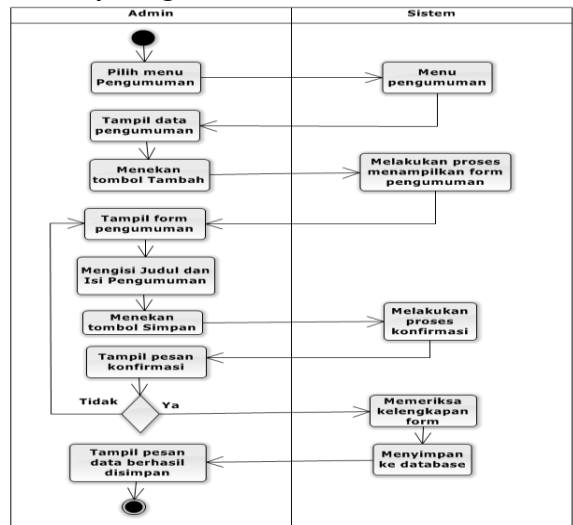 Admin
Sistem
Pilih menu
Pengumuman
Menu
pengumuman
Tampil data
pengumuman
Menekan
tombol Tambah
Melakukan proses
menampilkan form
pengumuman
Tampil form
pengumuman
Mengisi Judul dan
Isi Pengumuman
Menekan
tombol Simpan
Melakukan
proses
konfirmasi
Tampil pesan
konfirmasi
Tidak
Ya
Memeriksa
kelengkapan
form
Menyimpan
ke database
Tampil pesan
data berhasil
disimpan